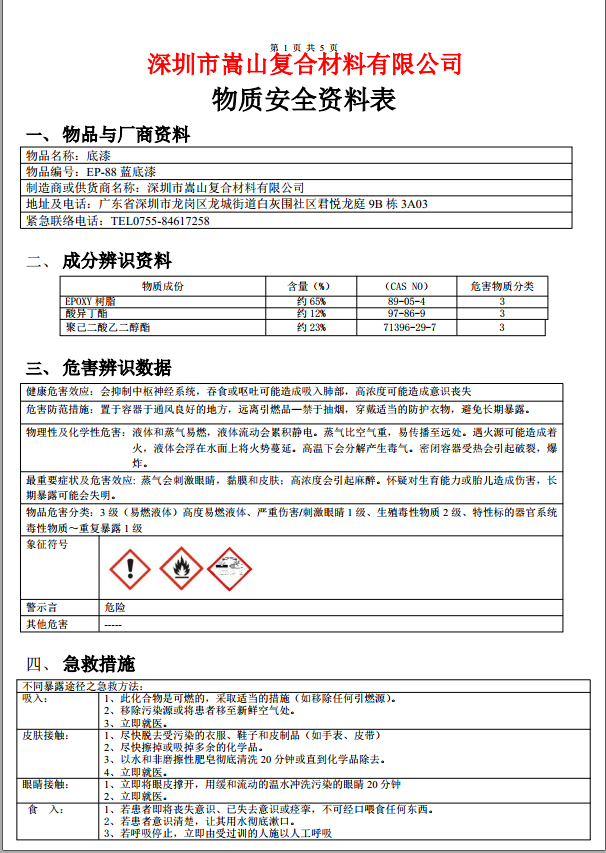 第 1 页 共 5 页
深圳市嵩山复合材料有限公司
物质安全资料表
一、 物品与厂商资料
物品名称：底漆
物品编号：EP-88 蓝底漆
制造商或供货商名称：深圳市嵩山复合材料有限公司
地址及电话：广东省深圳市龙岗区龙城街道白灰围社区君悦龙庭 9B 栋 3A03
紧急联络电话：TEL0755-84617258
二、 成分辨识资料
物质成份 含量（%） （CAS NO） 危害物质分类
EPOXY 树脂 约 65% 89-05-4 3
酸异丁酯 约 12% 97-86-9 3
聚己二酸乙二醇酯 约 23% 71396-29-7 3
三、 危害辨识数据
健康危害效应：会抑制中枢神经系统，吞食或呕吐可能造成吸入肺部，高浓度可能造成意识丧失
危害防范措施：置于容器于通风良好的地方，远离引燃品—禁于抽烟，穿戴适当的防护衣物，避免长期暴露。
物理性及化学性危害：液体和蒸气易燃，液体流动会累积静电。蒸气比空气重，易传播至远处。遇火源可能造成着
火，液体会浮在水面上将火势蔓延。高温下会分解产生毒气。密闭容器受热会引起破裂，爆
炸。
最重要症状及危害效应: 蒸气会刺激眼睛，黏膜和皮肤；高浓度会引起麻醉。怀疑对生育能力或胎儿造成伤害，长
期暴露可能会失明。
物品危害分类：3 级（易燃液体）高度易燃液体、严重伤害/刺激眼睛 1 级、生殖毒性物质 2 级、特性标的器官系统
毒性物质～重复暴露 1 级
象征符号
警示言 危险
其他危害 -----
四、 急救措施
不同暴露途径之急救方法：
吸入： 1、此化合物是可燃的，采取适当的措施（如移除任何引燃源）。
2、移除污染源或将患者移至新鲜空气处。
3、立即就医。
皮肤接触： 1、尽快脱去受污染的衣服、鞋子和皮制品（如手表、皮带）
2、尽快擦掉或吸掉多余的化学品。
3、以水和非磨擦性肥皂彻底清洗 20 分钟或直到化学品除去。
4、立即就医。
眼睛接触： 1、立即将眼皮撑开，用缓和流动的温水冲洗污染的眼睛 20 分钟
2、立即就医。
食 入： 1、若患者即将丧失意识、已失去意识或痉挛，不可经口喂食任何东西。
2、若患者意识清楚，让其用水彻底漱口。
3、若呼吸停止，立即由受过训的人施以人工呼吸